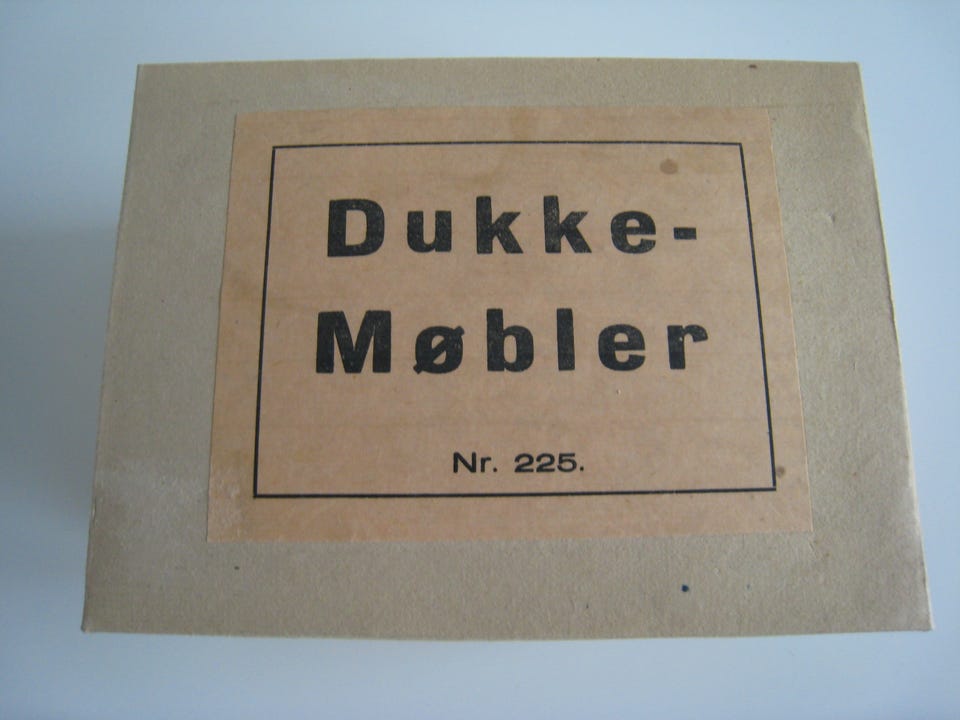 Dukke-
Møbler
Nr. 225.